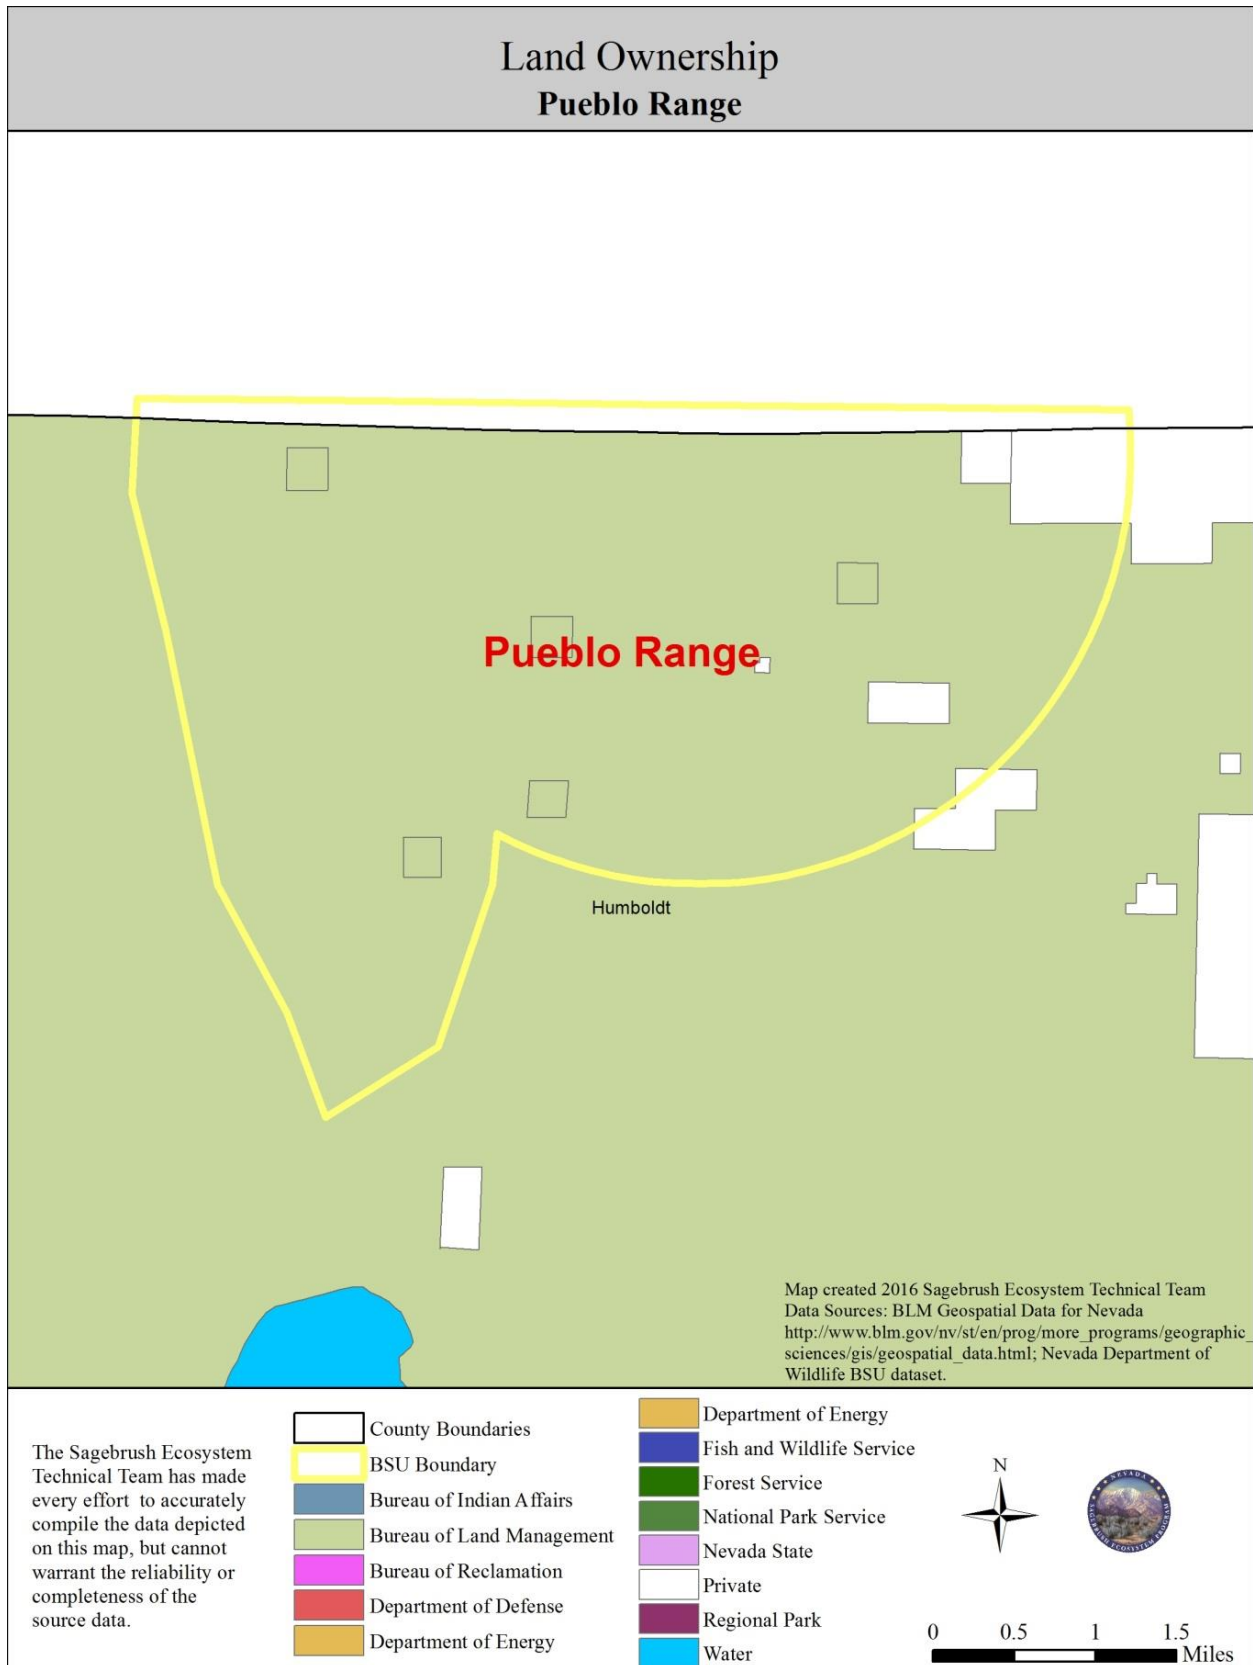 Land Ownership
Pueblo Range
Pueblo Range
Humboldt
Map created 2016 Sagebrush Ecosystem Technical Team
Data Sources: BLM Geospatial Data for Nevada
http://www.blm.gov/nv/st/en/prog/more_programs/geographic_
sciences/gis/geospatial_data.html; Nevada Department of
Wildlife BSU dataset.
The Sagebrush Ecosystem
Technical Team has made
every effort to accurately
compile the data depicted
on this map, but cannot
warrant the reliability or
completeness of the
source data.
County Boundaries
BSU Boundary
Bureau of Indian Affairs
Bureau of Land Management
Bureau of Reclamation
Department of Defense
Department of Energy
Department of Energy
Fish and Wildlife Service
Forest Service
National Park Service
Nevada State
Private
Regional Park
Water
N
NEVADA
SAGEBRUSH ECOSYSTEM PROGRAM
0 0.5 1 1.5
Miles